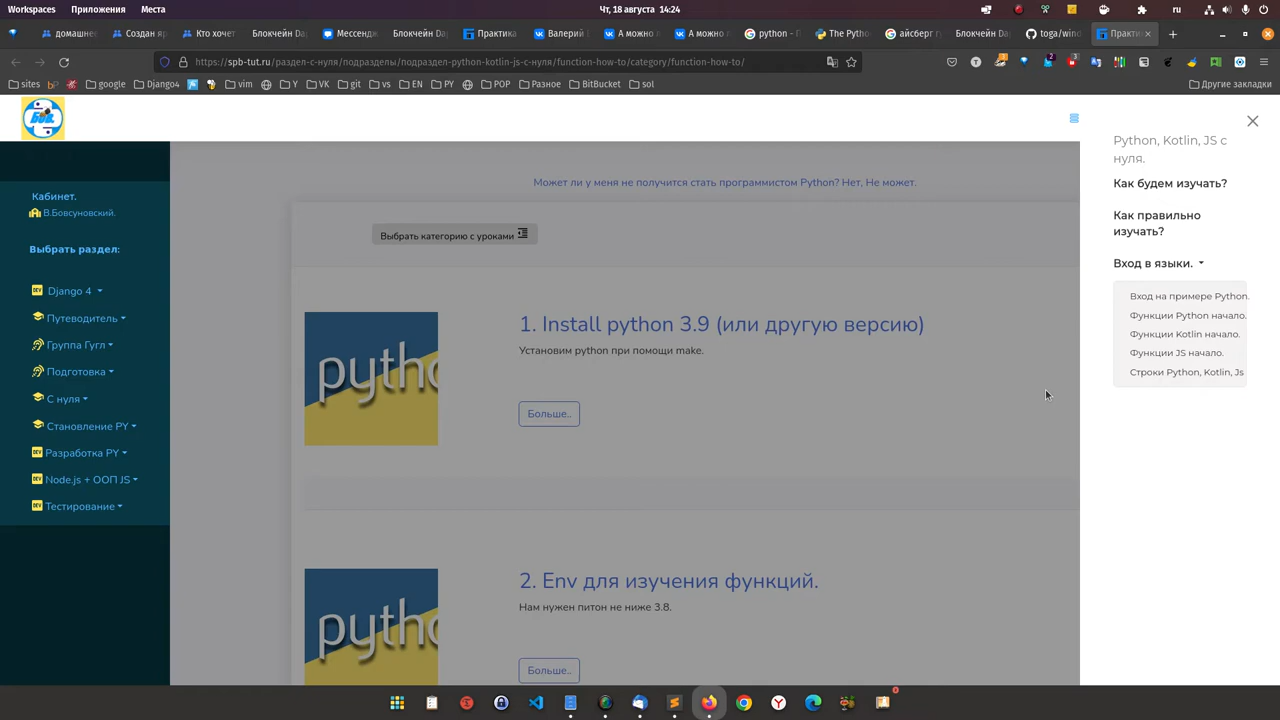 Workspaces Приложения Места Чт, 18 августа 14:24 ru
домашнее Создан яр Кто хочет Блокчейн Da Мессендж Блокчейн Da Практика Валерий А можно п А можно п python - П The Pytho айсберг г Блокчейн Da toga/wind Практи
https://spb-tut.ru/раздел-с-нуля/подразделы/подраздел-python-kotlin-js-с-нуля/function-how-to/category/function-how-to/
sites google Django4 vim Y VK git vs EN PY POP Разное BitBucket sol Другие закладки
Бов.
Кабинет.
В.Бовсуновский.
Выбрать раздел:
Django 4
Путеводитель
Группа Гугл
Подготовка
С нуля
Становление PY
Разработка PY
Node.js + ООП JS
Тестирование
Может ли у меня не получится стать программистом Python? Нет, Не может.
Выбрать категорию с уроками
pytho
1. Install python 3.9 (или другую версию)
Установим python при помощи make.
Больше..
pytho
2. Env для изучения функций.
Нам нужен питон не ниже 3.8.
Больше..
Python, Kotlin, JS с
нуля.
Как будем изучать?
Как правильно
изучать?
Вход в языки.
Вход на примере Python.
Функции Python начало.
Функции Kotlin начало.
Функции JS начало.
Строки Python, Kotlin, Js